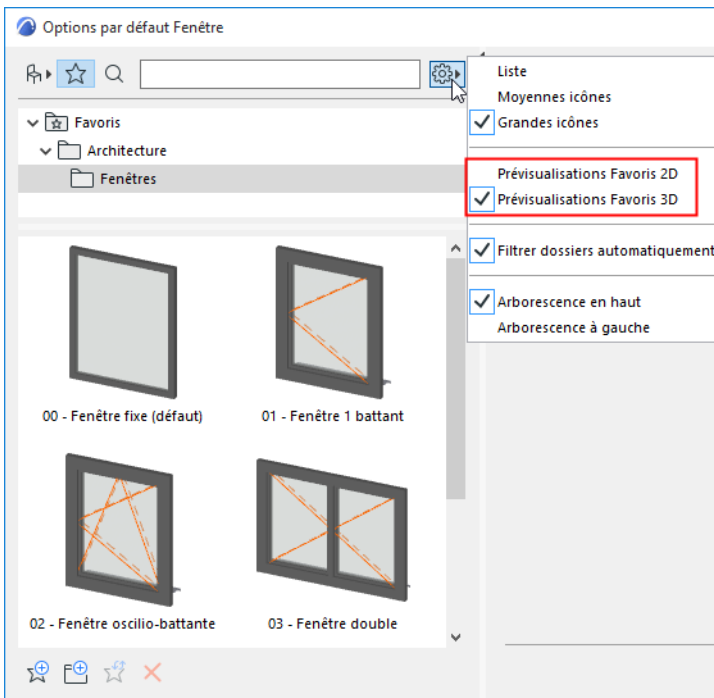 Options par défaut Fenêtre
Liste
Moyennes icônes
Grandes icônes
Prévisualisations Favoris 2D
Prévisualisations Favoris 3D
Filtrer dossiers automatiquement
Arborescence en haut
Arborescence à gauche
Favoris
Architecture
Fenêtres
00 - Fenêtre fixe (défaut)
01 - Fenêtre 1 battant
02 - Fenêtre oscilio-battante
03 - Fenêtre double